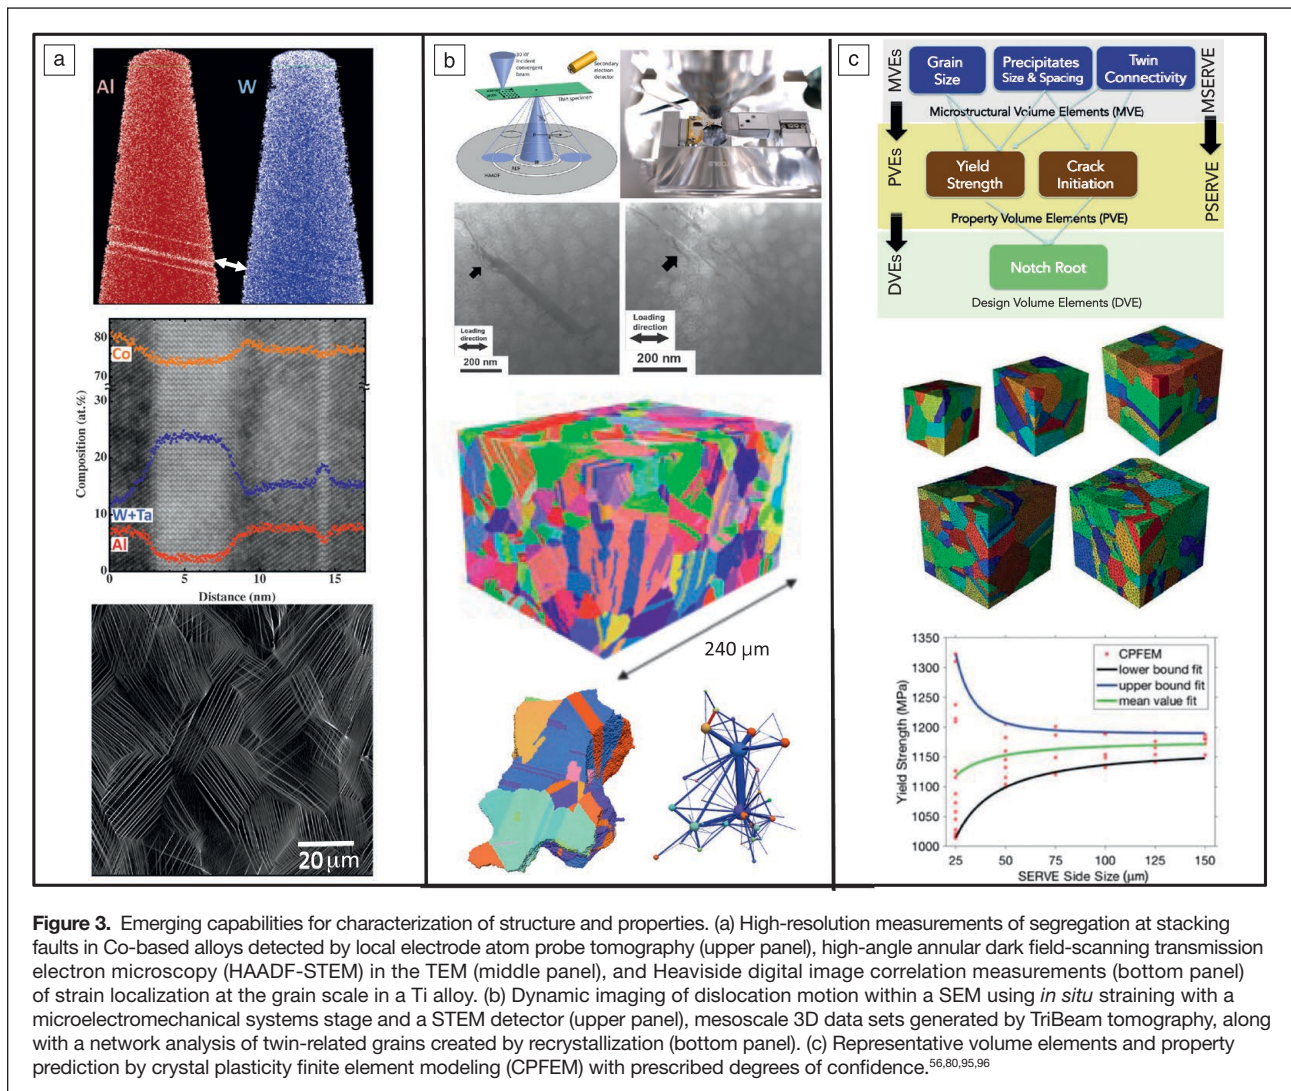 a
Al
W
80
Co
70
30
20
10
W+Ta
Al
0
Composition (at.%)
0 5 10 15
Distance (nm)
20 μm
b
incident
convergent
beam
Secondary
electron
detector
Thin specimen
ADF
HAADF
Loading
direction
200 nm
Loading
direction
200 nm
240 μm
c
MVEs
Grain
Size
Precipitates
Size & Spacing
Twin
Connectivity
MSERVE
Microstructural Volume Elements (MVE)
PVEs
Yield
Strength
Crack
Initiation
PSERVE
Property Volume Elements (PVE)
DVEs
Notch Root
Design Volume Elements (DVE)
1350
1300
1250
1200
1150
1100
1050
1000
Yield Strength (MPa)
CPFEM
lower bound fit
upper bound fit
mean value fit
25 50 75 100 125 150
SERVE Side Size (μm)
Figure 3. Emerging capabilities for characterization of structure and properties. (a) High-resolution measurements of segregation at stacking
faults in Co-based alloys detected by local electrode atom probe tomography (upper panel), high-angle annular dark field-scanning transmission
electron microscopy (HAADF-STEM) in the TEM (middle panel), and Heaviside digital image correlation measurements (bottom panel)
of strain localization at the grain scale in a Ti alloy. (b) Dynamic imaging of dislocation motion within a SEM using in situ straining with a
microelectromechanical systems stage and a STEM detector (upper panel), mesoscale 3D data sets generated by TriBeam tomography, along
with a network analysis of twin-related grains created by recrystallization (bottom panel). (c) Representative volume elements and property
prediction by crystal plasticity finite element modeling (CPFEM) with prescribed degrees of confidence.56,80,95,96